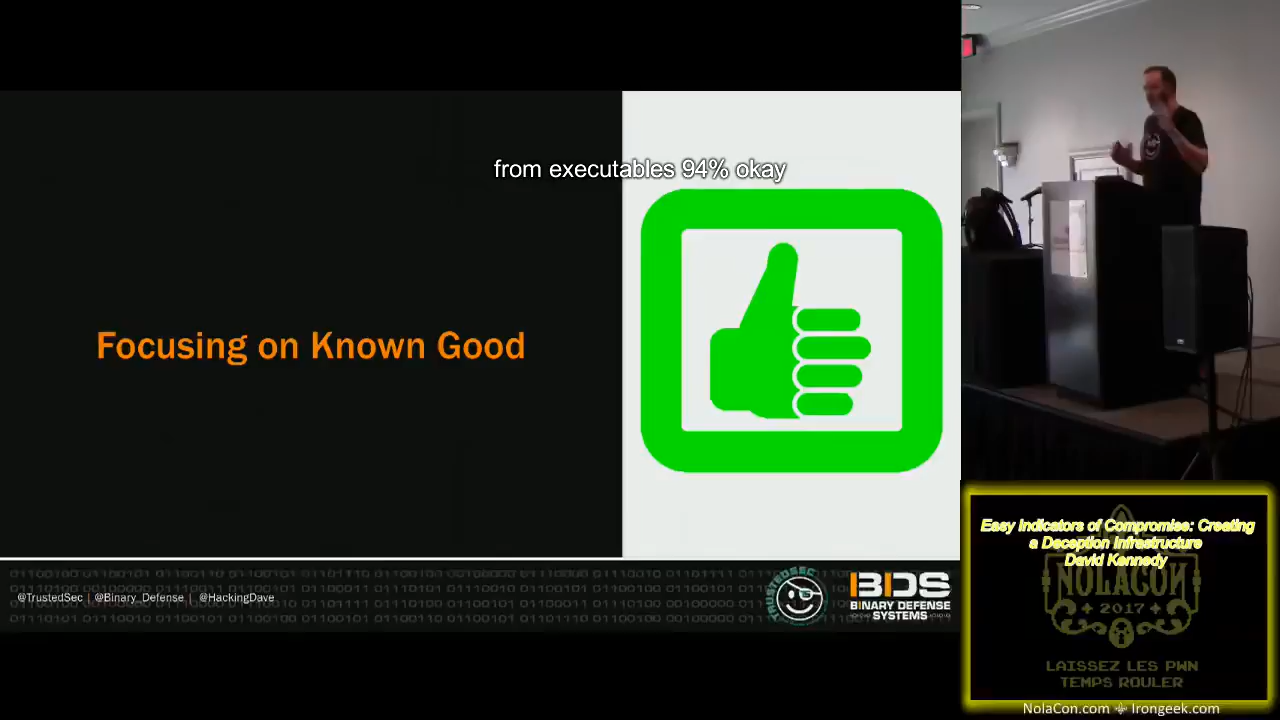 from executables 94% okay
Focusing on Known Good
@TrustedSec | @Binary_Defense | @HackingDave
TRUSTEDSEC
BDS
BINARY DEFENSE
SYSTEMS
Easy Indicators of Compromise: Creating
a Deception Infrastructure
David Kennedy
NOLACON
2017
LAISSEZ LES PWN
TEMPS ROULER
NolaCon.com Irongeek.com